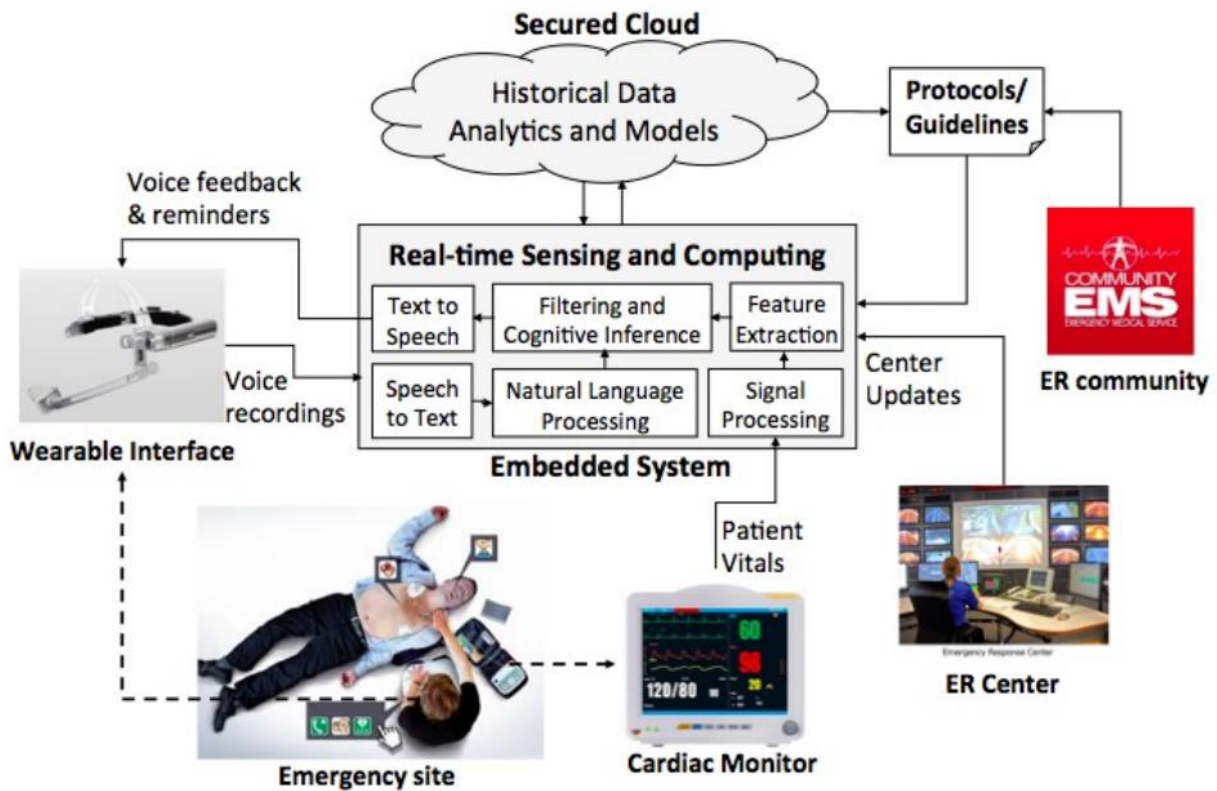 Secured Cloud
Historical Data
Analytics and Models
Protocols/
Guidelines
Voice feedback
& reminders
Real-time Sensing and Computing
Text to
Speech
Filtering and
Cognitive Inference
Feature
Extraction
COMMUNITY
EMS
EMERGENCY MEDICAL SERVICE
ER community
Voice
recordings
Speech
to Text
Natural Language
Processing
Signal
Processing
Center
Updates
Wearable Interface
Embedded System
Patient
Vitals
60
98
20
120/80
Emergency Response Center
ER Center
Emergency site
Cardiac Monitor